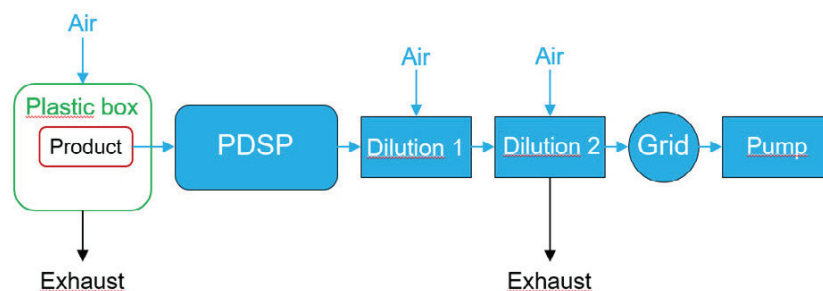 Air
Air
Air
Plastic box
Product
PDSP
Dilution 1
Dilution 2
Grid
Pump
Exhaust
Exhaust